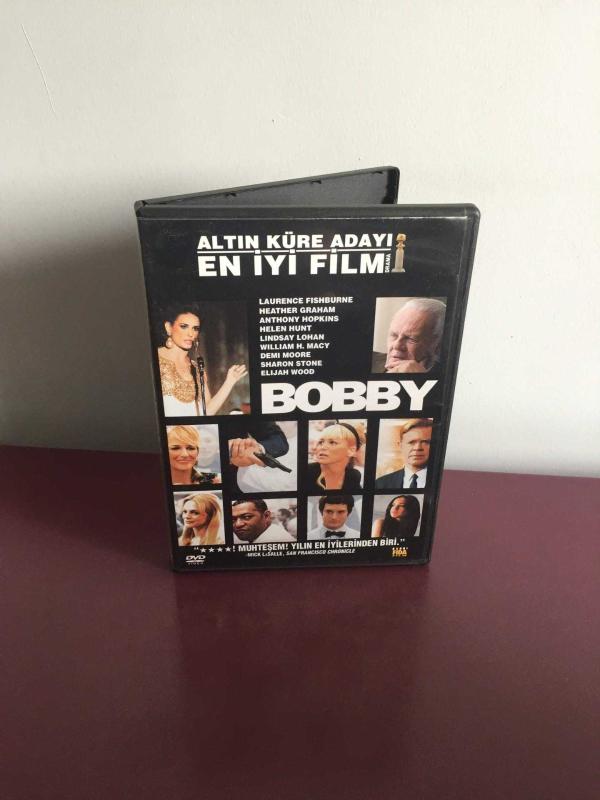 ALTIN KÜRE ADAYI
EN İYİ FİLM
DRAMA
LAURENCE FISHBURNE
HEATHER GRAHAM
ANTHONY HOPKINS
HELEN HUNT
LINDSAY LOHAN
WILLIAM H. MACY
DEMI MOORE
SHARON STONE
ELIJAH WOOD
BOBBY
"★★★★! MUHTEŞEM! YILIN EN İYİLERİNDEN BİRİ."
-MICK LaSALLE, SAN FRANCISCO CHRONICLE
DVD
VIDEO